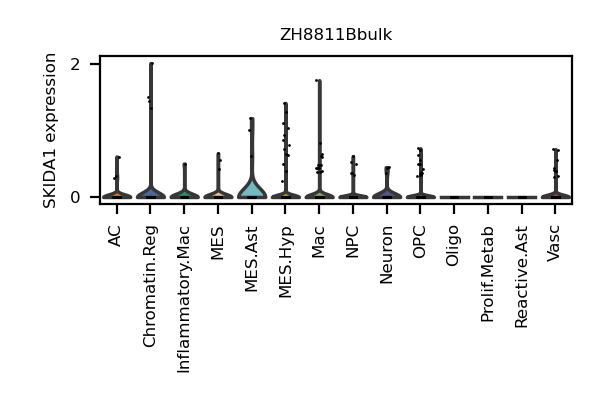 ZH8811Bbulk
SKIDA1 expression
2
0
AC
Chromatin.Reg
Inflammatory.Mac
MES
MES.Ast
MES.Hyp
Mac
NPC
Neuron
OPC
Oligo
Prolif.Metab
Reactive.Ast
Vasc